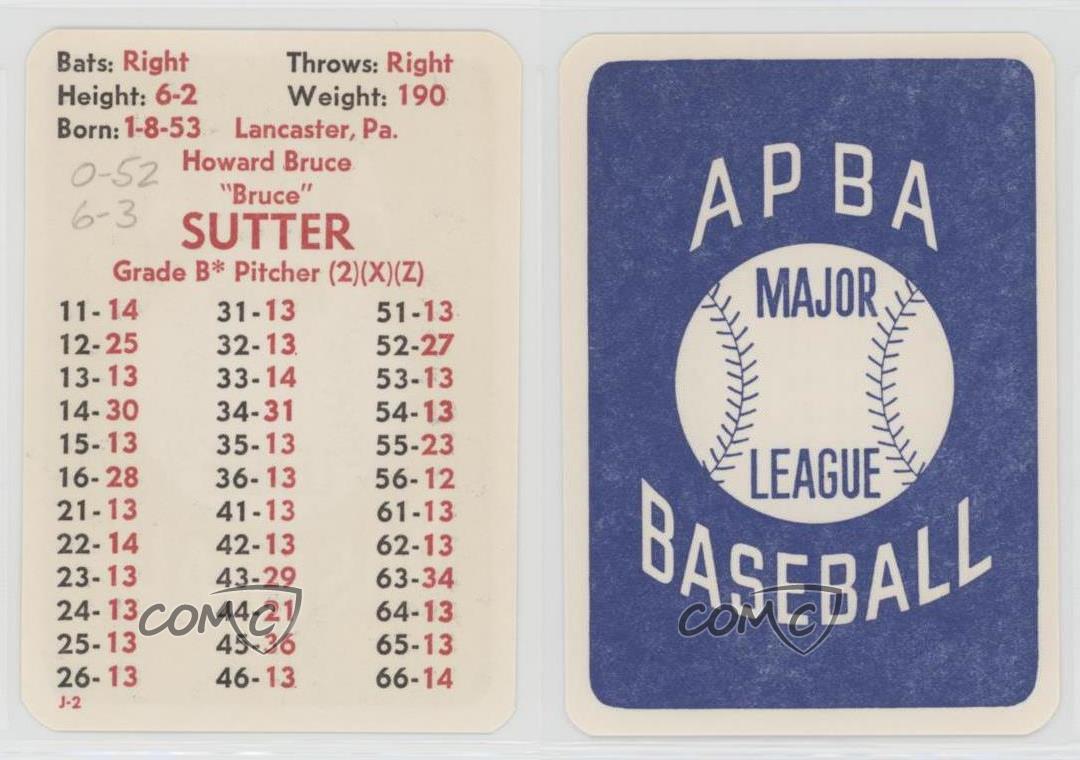 Bats: Right Throws: Right
Height: 6-2 Weight: 190
Born: 1-8-53 Lancaster, Pa.
Howard Bruce
0-52
"Bruce"
6-3
SUTTER
Grade B* Pitcher (2)(X)(Z)
11-14 31-13 51-13
12-25 32-13 52-27
13-13 33-14 53-13
14-30 34-31 54-13
15-13 35-13 55-23
16-28 36-13 56-12
21-13 41-13 61-13
22-14 42-13 62-13
23-13 43-29 63-34
24-13 44-21 64-13
25-13 45-36 65-13
26-13 46-13 66-14
J-2
COMC
APBA
MAJOR
LEAGUE
BASEBALL
COMC